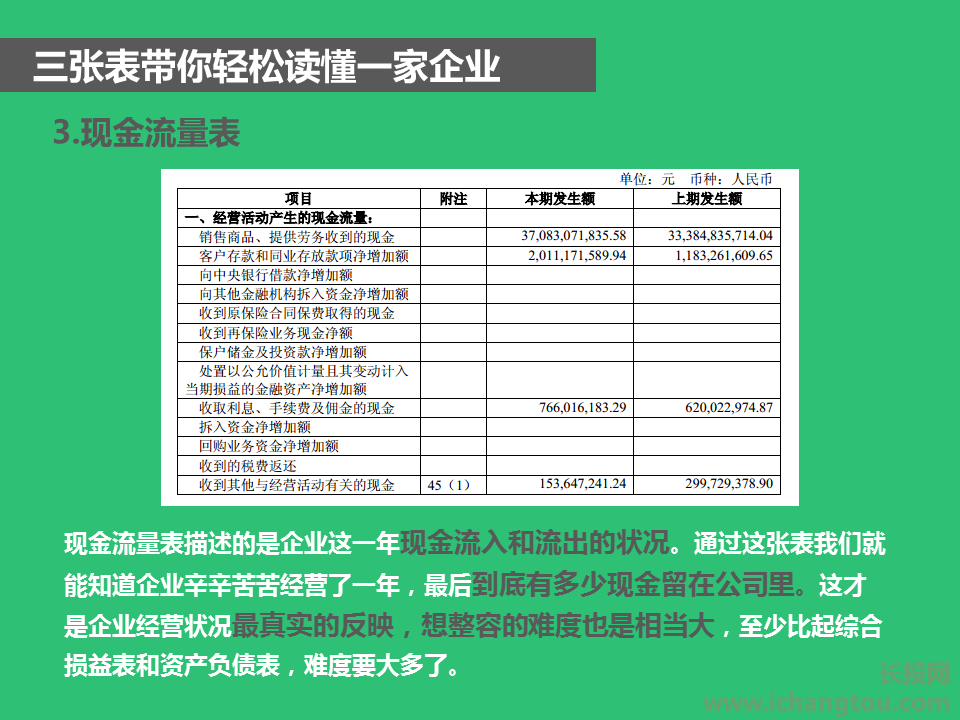 三张表带你轻松读懂一家企业
3.现金流量表
单位：元 币种：人民币
项目 附注 本期发生额 上期发生额
一、经营活动产生的现金流量：
销售商品、提供劳务收到的现金 37,083,071,835.58 33,384,835,714.04
客户存款和同业存放款项净增加额 2,011,171,589.94 1,183,261,609.65
向中央银行借款净增加额
向其他金融机构拆入资金净增加额
收到原保险合同保费取得的现金
收到再保险业务现金净额
保户储金及投资款净增加额
处置以公允价值计量且其变动计入
当期损益的金融资产净增加额
收取利息、手续费及佣金的现金 766,016,183.29 620,022,974.87
拆入资金净增加额
回购业务资金净增加额
收到的税费返还
收到其他与经营活动有关的现金 45（1） 153,647,241.24 299,729,378.90
现金流量表描述的是企业这一年现金流入和流出的状况。通过这张表我们就
能知道企业辛辛苦苦经营了一年，最后到底有多少现金留在公司里。这才
是企业经营状况最真实的反映，想整容的难度也是相当大，至少比起综合
损益表和资产负债表，难度要大多了。
长投网
www.ichangtou.com